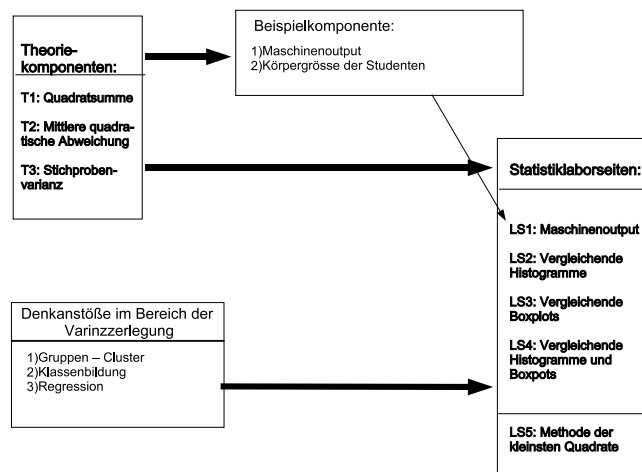 Theorie-
komponenten:
T1: Quadratsumme
T2: Mittlere quadra-
tische Abweichung
T3: Stichproben-
varianz
Beispielkomponente:
1)Maschinenoutput
2)Körpergrösse der Studenten
Statistiklaborseiten:
LS1: Maschinenoutput
LS2: Vergleichende
Histogramme
LS3: Vergleichende
Boxplots
LS4: Vergleichende
Histogramme und
Boxpots
LS5: Methode der
kleinsten Quadrate
Denkanstöße im Bereich der
Varinzzerlegung
1)Gruppen – Cluster
2)Klassenbildung
3)Regression